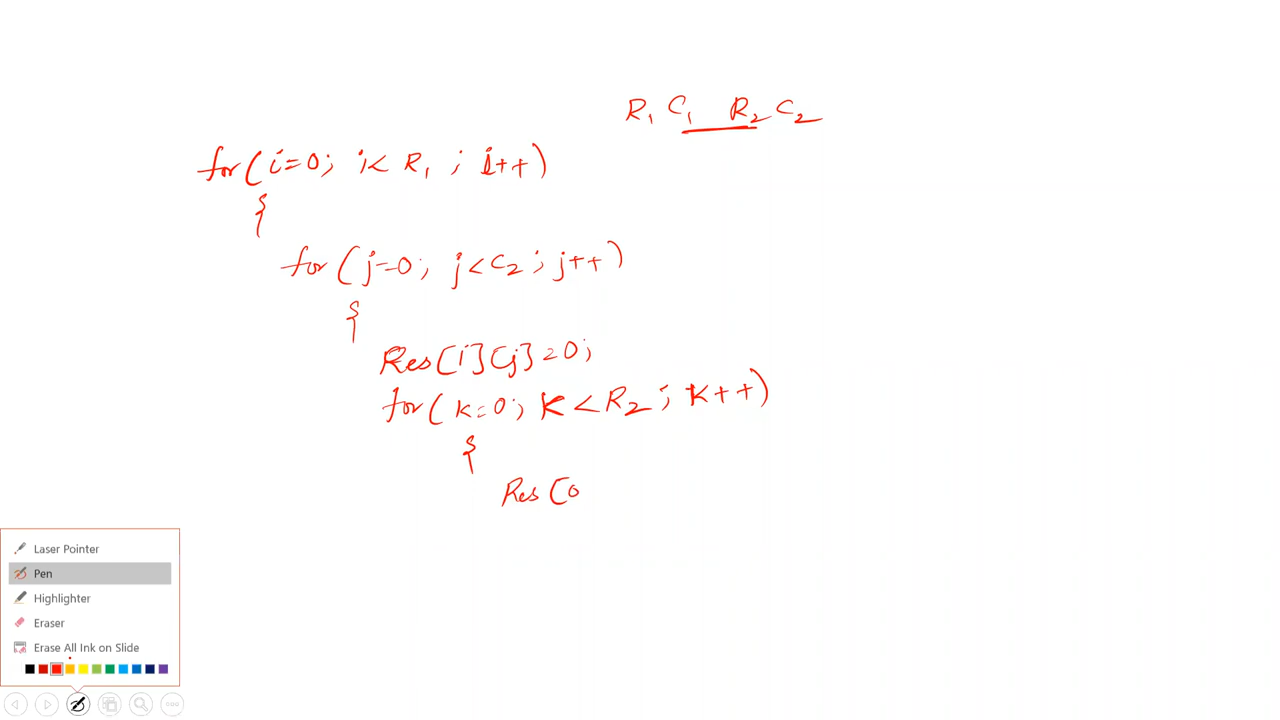 R₁ C₁ R₂ C₂
for(i=0; i< R₁ ; i++)
{
for (j=0; j<C₂ ; j++)
{
Res[i][j]=0;
for(k=0; k<R₂; k++)
{
Res [0
Laser Pointer
Pen
Highlighter
Eraser
Erase All Ink on Slide